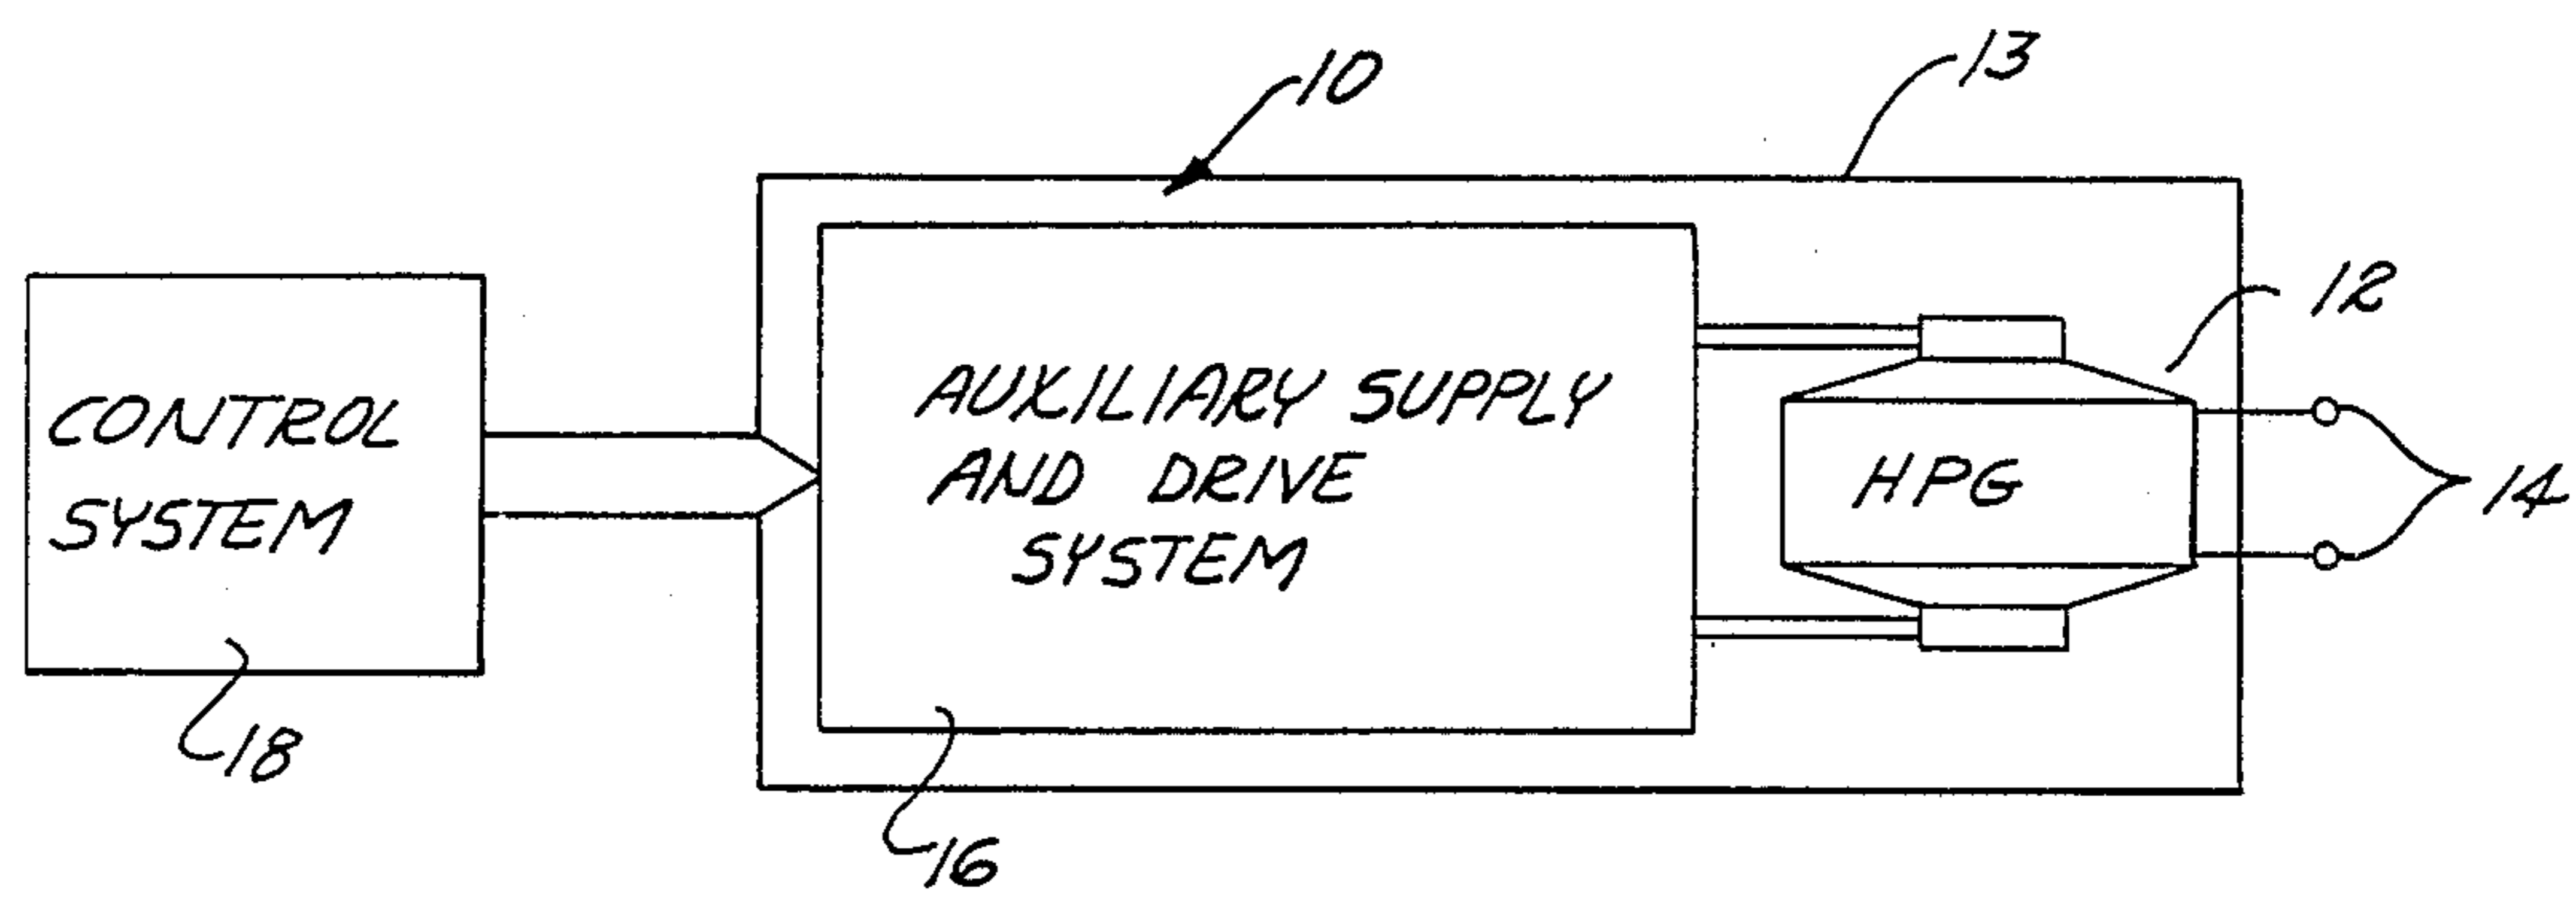 10
13
12
CONTROL
SYSTEM
AUXILIARY SUPPLY
AND DRIVE
SYSTEM
HPG
14
18
16